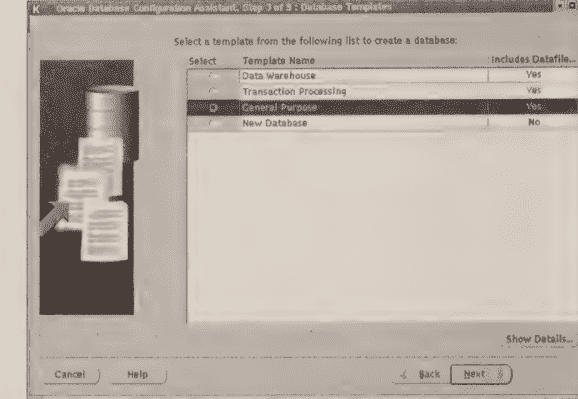 Oracle Database Configuration Assistant, Step 3 of 9 : Database Templates
Select a template from the following list to create a database:
Select Template Name Includes Datafile...
Data Warehouse Yes
Transaction Processing Yes
General Purpose Yes
New Database No
Show Details...
Cancel Help Back Next